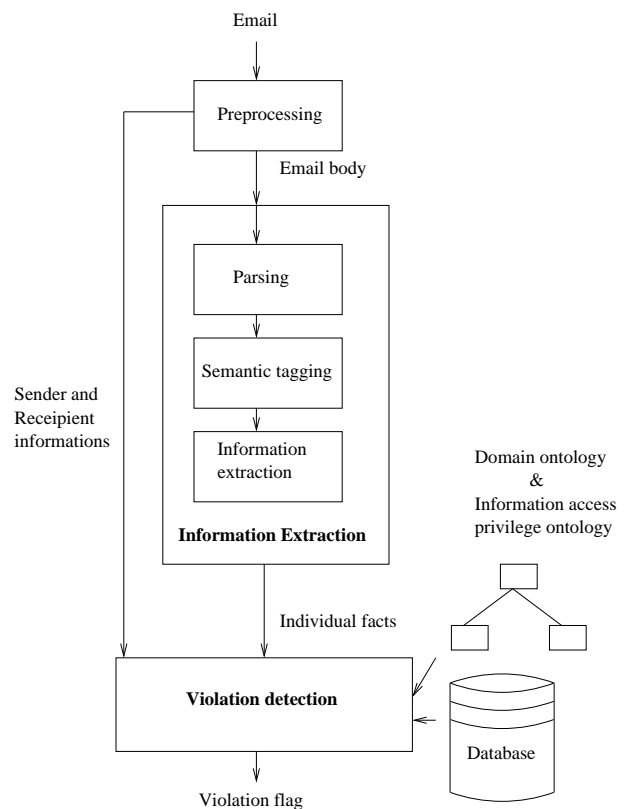 Email
Preprocessing
Email body
Parsing
Semantic tagging
Sender and
Receipient
informations
Information
extraction
Information Extraction
Domain ontology
&
Information access
privilege ontology
Individual facts
Violation detection
Database
Violation flag